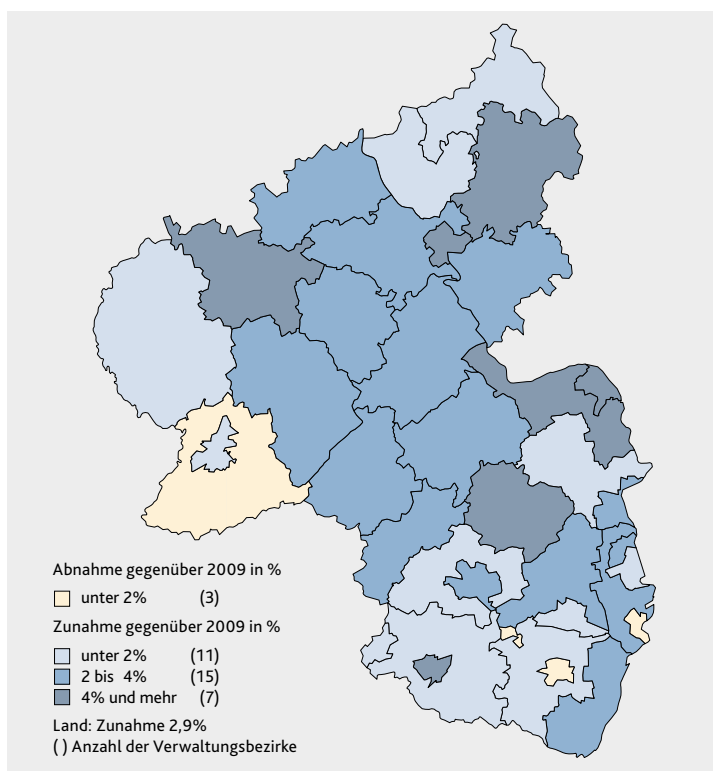 Abnahme gegenüber 2009 in %
unter 2% (3)
Zunahme gegenüber 2009 in %
unter 2% (11)
2 bis 4% (15)
4% und mehr (7)
Land: Zunahme 2,9%
( ) Anzahl der Verwaltungsbezirke